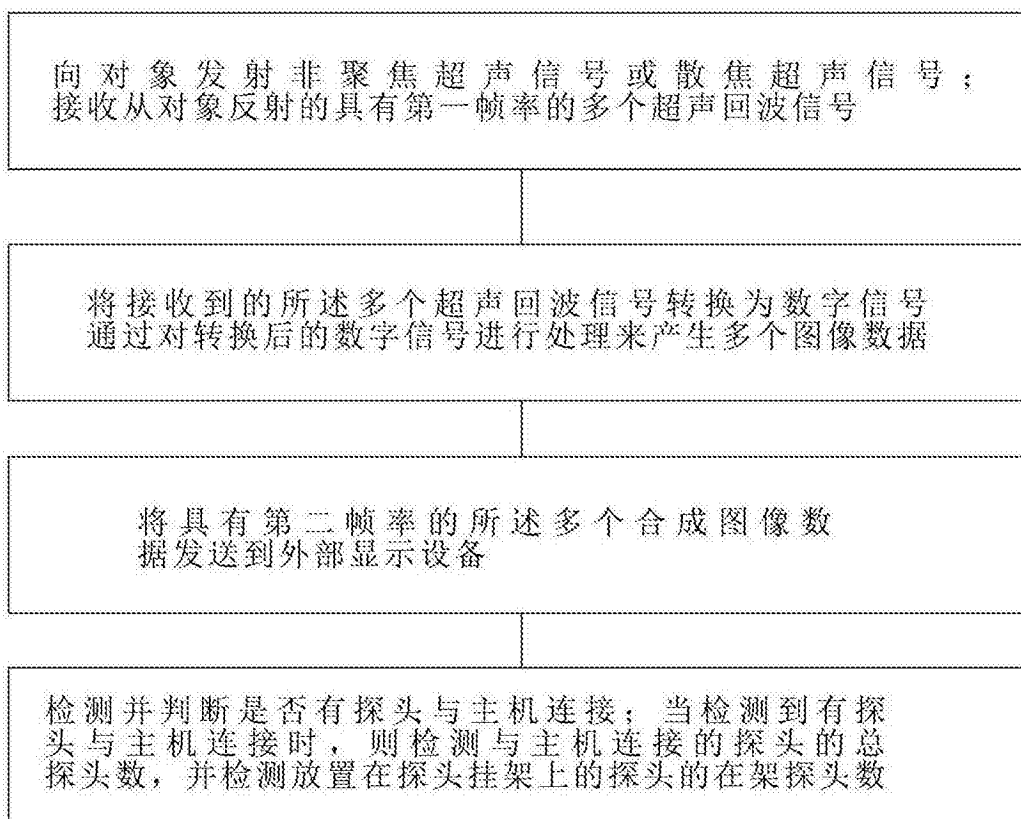 向对象发射非聚焦超声信号或散焦超声信号；
接收从对象反射的具有第一帧率的多个超声回波信号
将接收到的所述多个超声回波信号转换为数字信号
通过对转换后的数字信号进行处理来产生多个图像数据
将具有第二帧率的所述多个合成图像数
据发送到外部显示设备
检测并判断是否有探头与主机连接；当检测到有探
头与主机连接时，则检测与主机连接的探头的总
探头数，并检测放置在探头挂架上的探头的在架探头数